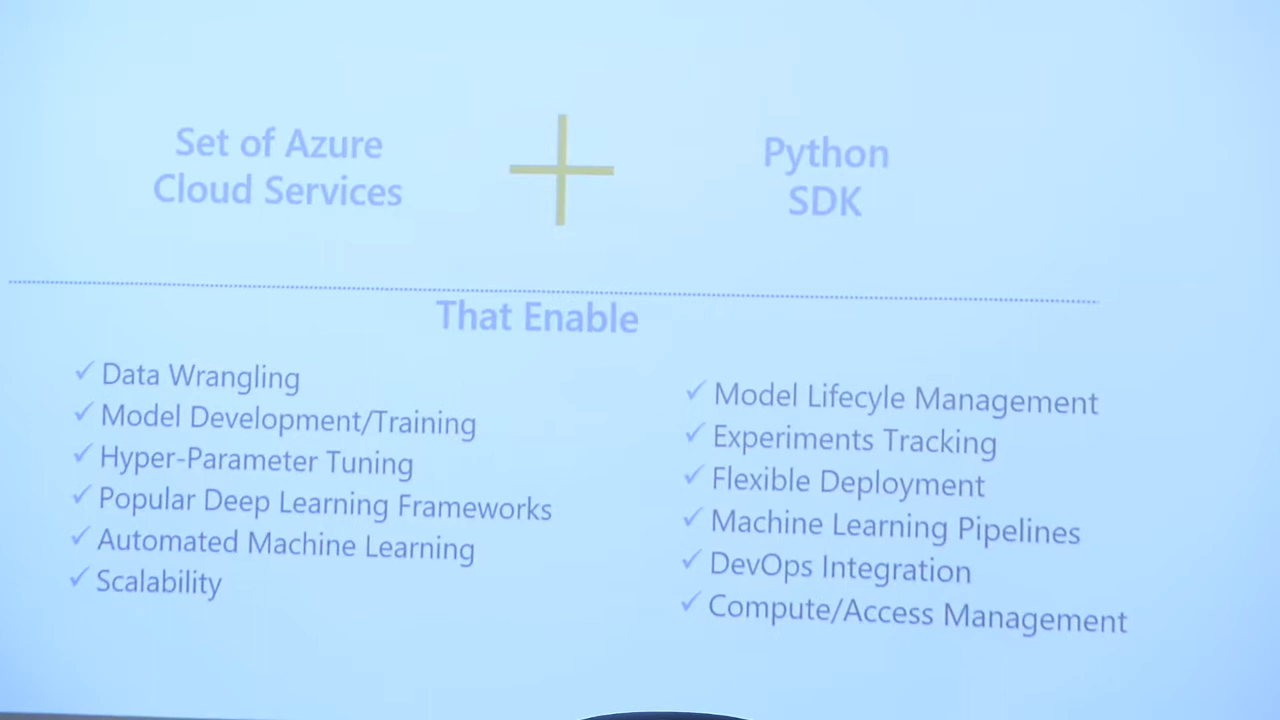 Set of Azure
Cloud Services
Python
SDK
That Enable
Data Wrangling
Model Development/Training
Hyper-Parameter Tuning
Popular Deep Learning Frameworks
Automated Machine Learning
Scalability
Model Lifecyle Management
Experiments Tracking
Flexible Deployment
Machine Learning Pipelines
DevOps Integration
Compute/Access Management